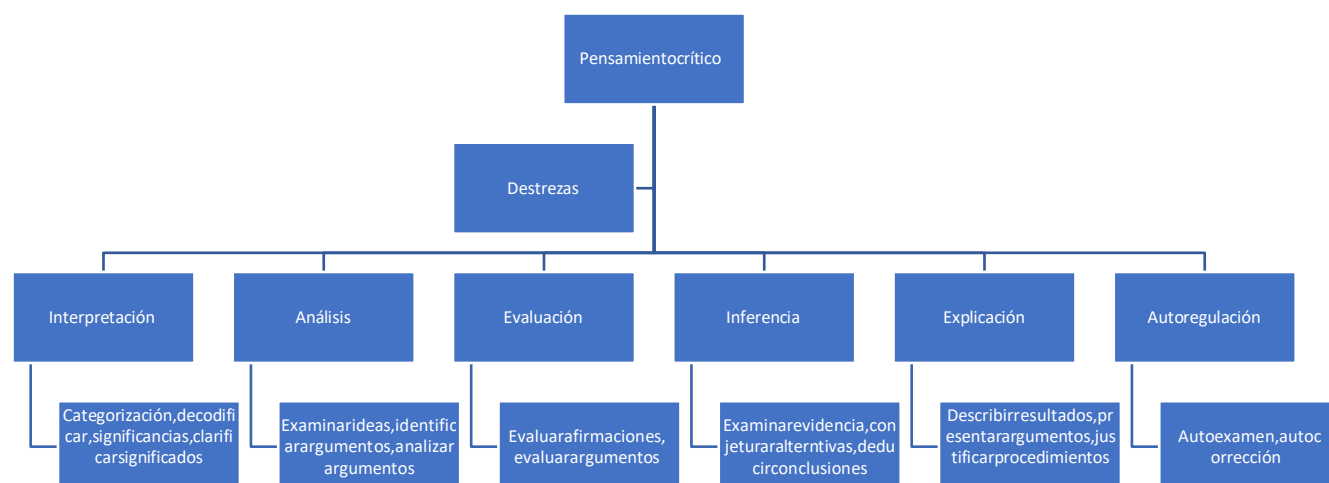 Pensamientocrítico
Destrezas
Interpretación
Análisis
Evaluación
Inferencia
Explicación
Autoregulación
Categorización,decodifi
car,significancias,clarifi
carsignificados
Examinarideas,identific
arargumentos,analizar
argumentos
Evaluarafirmaciones,
evaluarargumentos
Examinarevidencia,con
jeturaralterntivas,dedu
circonclusiones
Describirresultados,pr
esentarargumentos,jus
tificarprocedimientos
Autoexamen,autoc
orrección